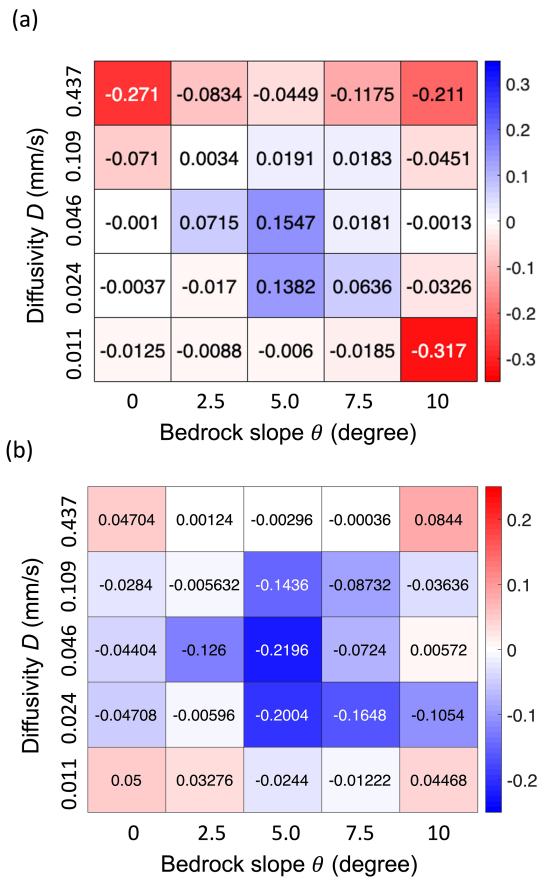 (a)
Diffusivity D (mm/s)
0.437 -0.271 -0.0834 -0.0449 -0.1175 -0.211
0.109 -0.071 0.0034 0.0191 0.0183 -0.0451
0.046 -0.001 0.0715 0.1547 0.0181 -0.0013
0.024 -0.0037 -0.017 0.1382 0.0636 -0.0326
0.011 -0.0125 -0.0088 -0.006 -0.0185 -0.317
0 2.5 5.0 7.5 10
Bedrock slope θ (degree)
0.3
0.2
0.1
0
-0.1
-0.2
-0.3
(b)
Diffusivity D (mm/s)
0.437 0.04704 0.00124 -0.00296 -0.00036 0.0844
0.109 -0.0284 -0.005632 -0.1436 -0.08732 -0.03636
0.046 -0.04404 -0.126 -0.2196 -0.0724 0.00572
0.024 -0.04708 -0.00596 -0.2004 -0.1648 -0.1054
0.011 0.05 0.03276 -0.0244 -0.01222 0.04468
0 2.5 5.0 7.5 10
Bedrock slope θ (degree)
0.2
0.1
0
-0.1
-0.2